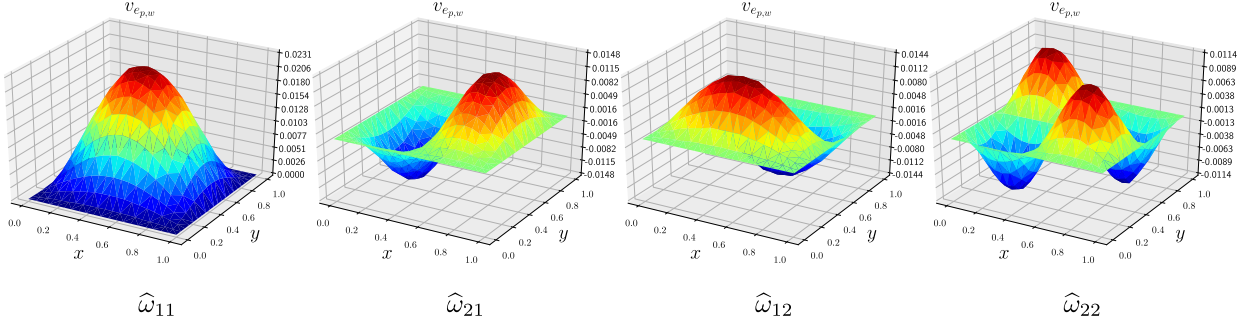 $v_{e_{p,w}}$
0.0231
0.0206
0.0180
0.0154
0.0128
0.0103
0.0077
0.0051
0.0026
0.0000
0.0 0.2 0.4 0.6 0.8 1.0
x
0.0 0.2 0.4 0.6 0.8 1.0
y
$\widehat{\omega}_{11}$
$v_{e_{p,w}}$
0.0148
0.0115
0.0082
0.0049
0.0016
-0.0016
-0.0049
-0.0082
-0.0115
-0.0148
0.0 0.2 0.4 0.6 0.8 1.0
x
0.0 0.2 0.4 0.6 0.8 1.0
y
$\widehat{\omega}_{21}$
$v_{e_{p,w}}$
0.0144
0.0112
0.0080
0.0048
0.0016
-0.0016
-0.0048
-0.0080
-0.0112
-0.0144
0.0 0.2 0.4 0.6 0.8 1.0
x
0.0 0.2 0.4 0.6 0.8 1.0
y
$\widehat{\omega}_{12}$
$v_{e_{p,w}}$
0.0114
0.0089
0.0063
0.0038
0.0013
-0.0013
-0.0038
-0.0063
-0.0089
-0.0114
0.0 0.2 0.4 0.6 0.8 1.0
x
0.0 0.2 0.4 0.6 0.8 1.0
y
$\widehat{\omega}_{22}$